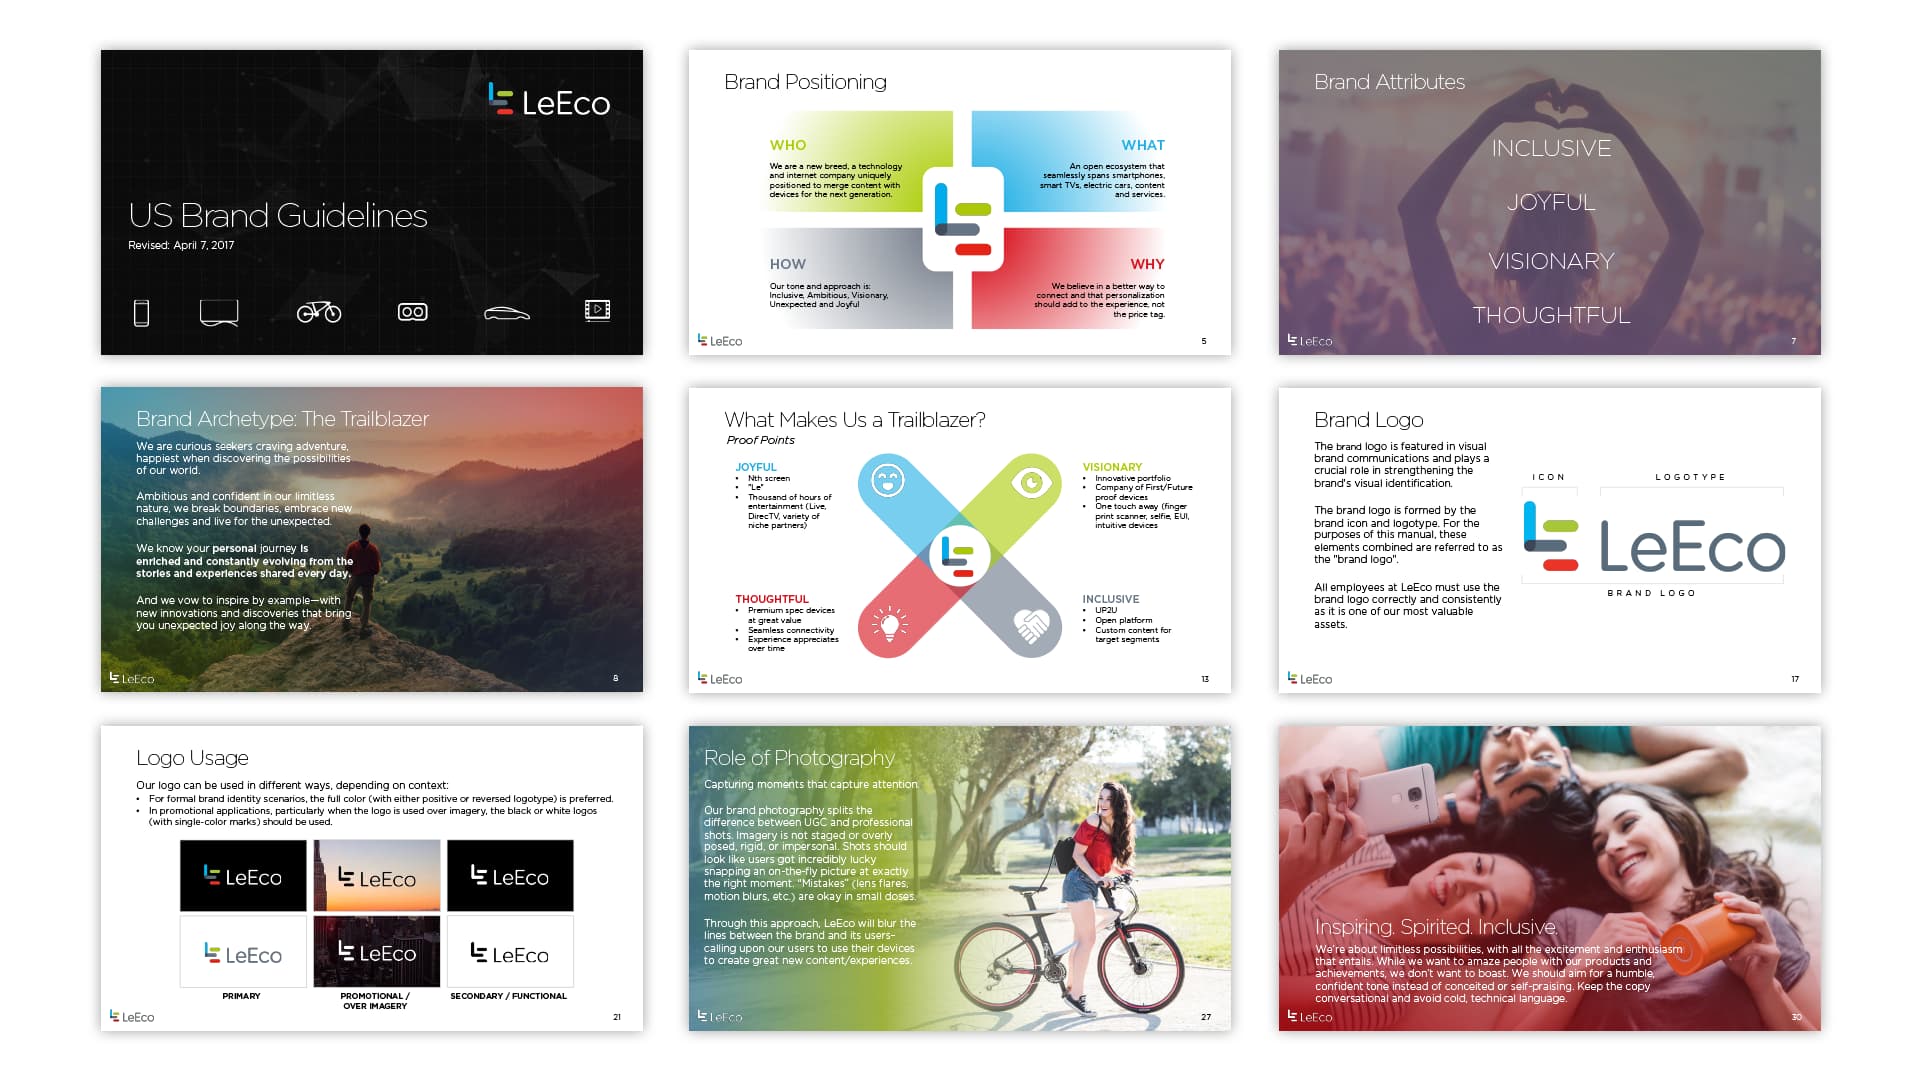 LeEco
US Brand Guidelines
Revised: April 7, 2017
Brand Positioning
WHO
We are a new breed, a technology
and internet company uniquely
positioned to merge content with
devices for the next generation.
WHAT
An open ecosystem that
seamlessly spans smartphones,
smart TVs, electric cars, content
and services.
HOW
Our tone and approach is:
Inclusive, Ambitious, Visionary,
Unexpected and Joyful
WHY
We believe in a better way to
connect and that personalization
should add to the experience, not
the price tag.
LeEco
5
Brand Attributes
INCLUSIVE
JOYFUL
VISIONARY
THOUGHTFUL
LeEco
7
Brand Archetype: The Trailblazer
We are curious seekers craving adventure,
happiest when discovering the possibilities
of our world.
Ambitious and confident in our limitless
nature, we break boundaries, embrace new
challenges and live for the unexpected.
We know your personal journey is
enriched and constantly evolving from the
stories and experiences shared every day.
And we vow to inspire by example—with
new innovations and discoveries that bring
you unexpected joy along the way.
LeEco
8
What Makes Us a Trailblazer?
Proof Points
JOYFUL
• Nth screen
• "Le"
• Thousand of hours of
entertainment (Live,
DirecTV, variety of
niche partners)
VISIONARY
• Innovative portfolio
• Company of First/Future
proof devices
• One touch away (finger
print scanner, selfie, EUI,
intuitive devices
THOUGHTFUL
• Premium spec devices
at great value
• Seamless connectivity
• Experience appreciates
over time
INCLUSIVE
• UP2U
• Open platform
• Custom content for
target segments
LeEco
13
Brand Logo
The brand logo is featured in visual
brand communications and plays a
crucial role in strengthening the
brand's visual identification.
The brand logo is formed by the
brand icon and logotype. For the
purposes of this manual, these
elements combined are referred to as
the "brand logo".
All employees at LeEco must use the
brand logo correctly and consistently
as it is one of our most valuable
assets.
ICON
LOGOTYPE
LeEco
BRAND LOGO
LeEco
17
Logo Usage
Our logo can be used in different ways, depending on context:
• For formal brand identity scenarios, the full color (with either positive or reversed logotype) is preferred.
• In promotional applications, particularly when the logo is used over imagery, the black or white logos
(with single-color marks) should be used.
LeEco
LeEco
LeEco
LeEco
LeEco
LeEco
PRIMARY
PROMOTIONAL /
OVER IMAGERY
SECONDARY / FUNCTIONAL
LeEco
21
Role of Photography
Capturing moments that capture attention.
Our brand photography splits the
difference between UGC and professional
shots. Imagery is not staged or overly
posed, rigid, or impersonal. Shots should
look like users got incredibly lucky
snapping an on-the-fly picture at exactly
the right moment. "Mistakes" (lens flares,
motion blurs, etc.) are okay in small doses.
Through this approach, LeEco will blur the
lines between the brand and its users–
calling upon our users to use their devices
to create great new content/experiences.
LeEco
27
Inspiring. Spirited. Inclusive.
We're about limitless possibilities, with all the excitement and enthusiasm
that entails. While we want to amaze people with our products and
achievements, we don't want to boast. We should aim for a humble,
confident tone instead of conceited or self-praising. Keep the copy
conversational and avoid cold, technical language.
LeEco
30